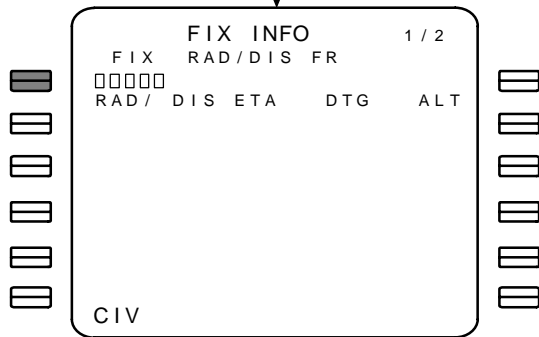 FIX INFO 1/2
FIX RAD/DIS FR
□□□□□
RAD/ DIS ETA DTG ALT
CIV